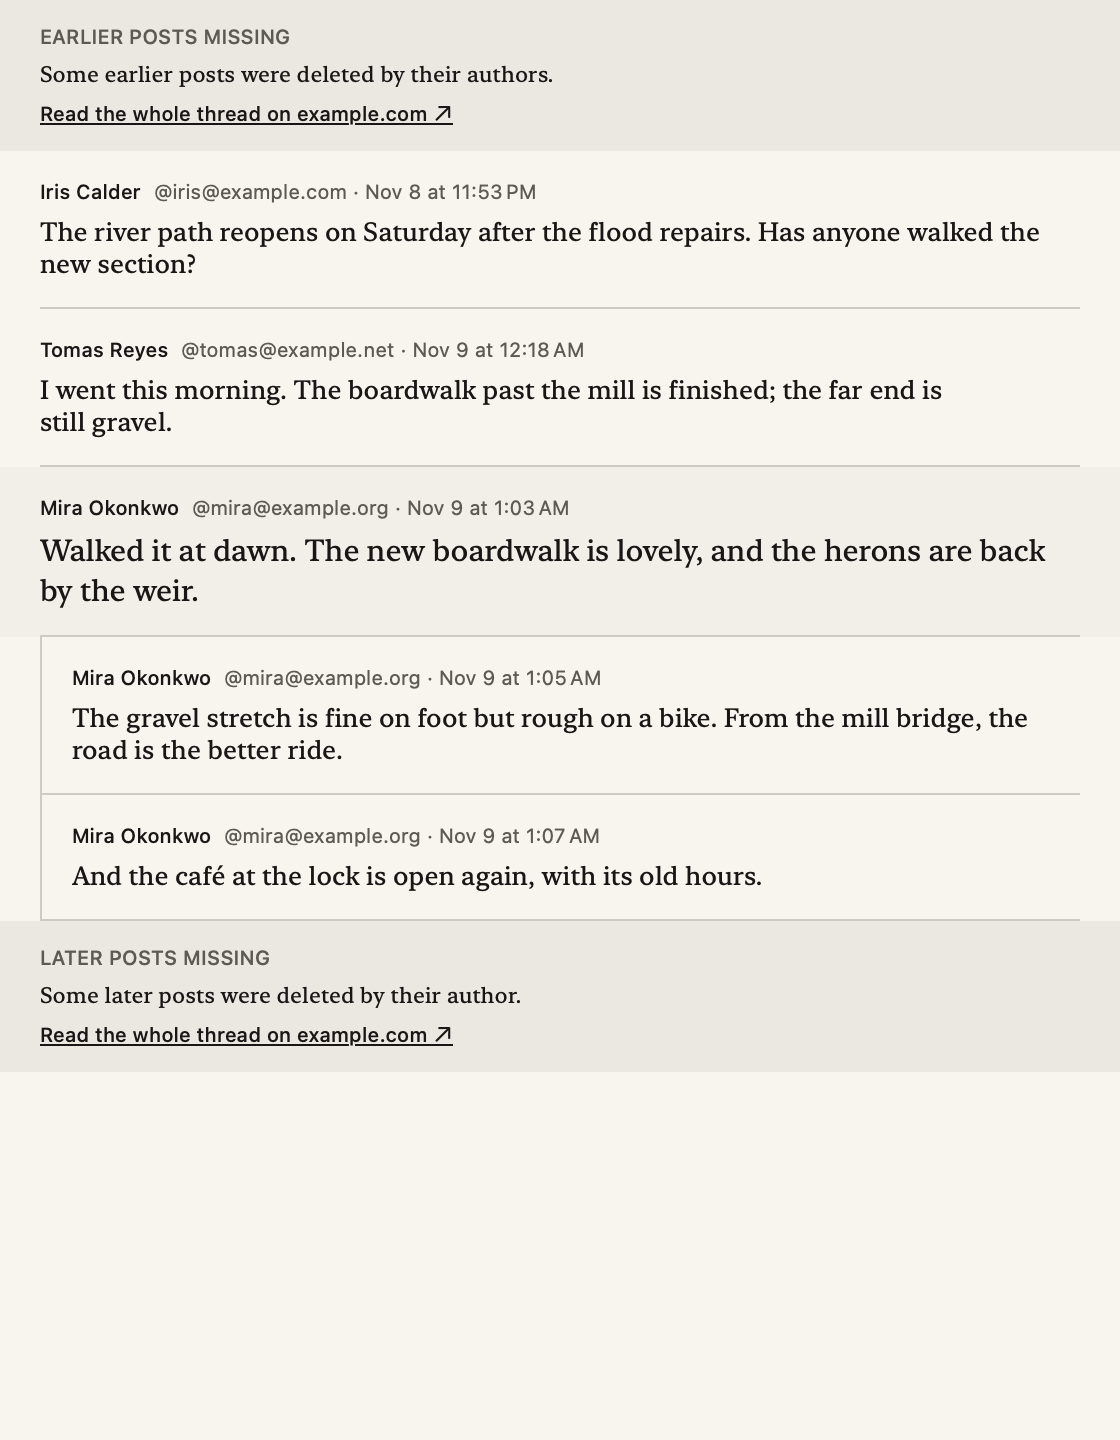 EARLIER POSTS MISSING
Some earlier posts were deleted by their authors.
Read the whole thread on example.com ↗
Iris Calder @iris@example.com · Nov 8 at 11:53 PM
The river path reopens on Saturday after the flood repairs. Has anyone walked the
new section?
Tomas Reyes @tomas@example.net · Nov 9 at 12:18 AM
I went this morning. The boardwalk past the mill is finished; the far end is
still gravel.
Mira Okonkwo @mira@example.org · Nov 9 at 1:03 AM
Walked it at dawn. The new boardwalk is lovely, and the herons are back
by the weir.
Mira Okonkwo @mira@example.org · Nov 9 at 1:05 AM
The gravel stretch is fine on foot but rough on a bike. From the mill bridge, the
road is the better ride.
Mira Okonkwo @mira@example.org · Nov 9 at 1:07 AM
And the café at the lock is open again, with its old hours.
LATER POSTS MISSING
Some later posts were deleted by their author.
Read the whole thread on example.com ↗